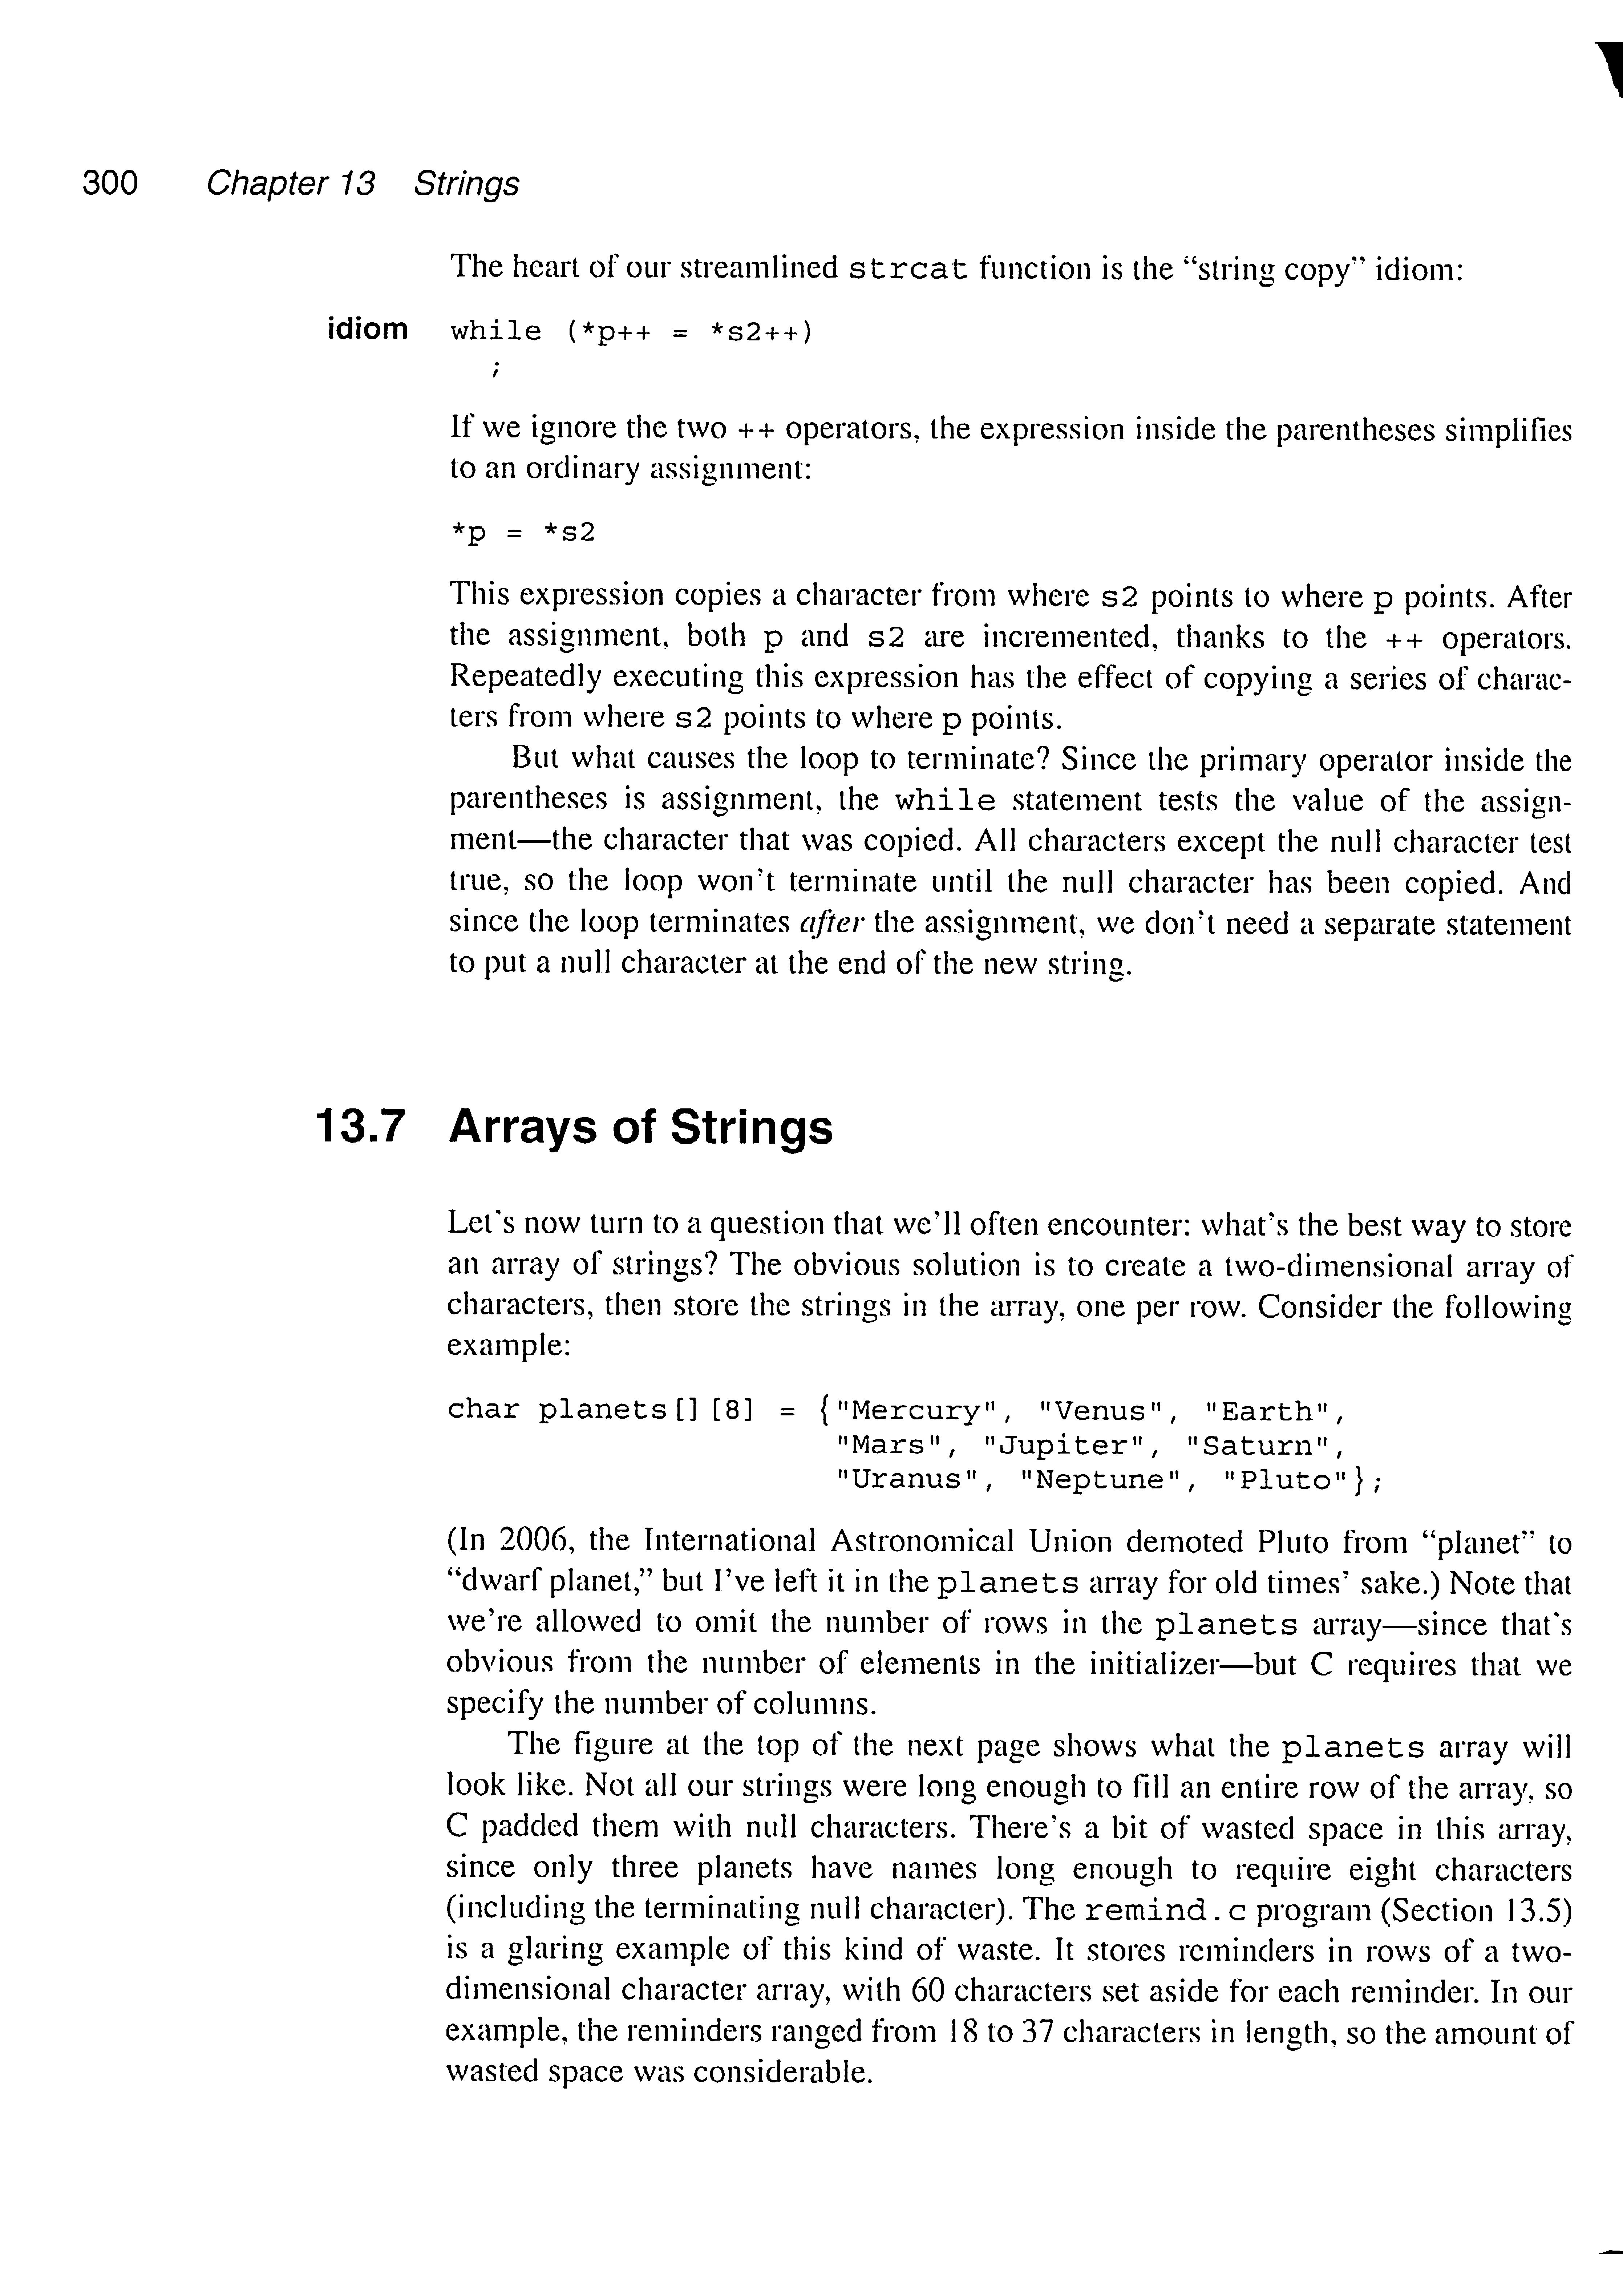 300 Chapter 13 Strings
The heart of our streamlined strcat function is the “string copy” idiom:
idiom while (*p++ = *s2++)
;
If we ignore the two ++ operators, the expression inside the parentheses simplifies
to an ordinary assignment:
*p = *s2
This expression copies a character from where s2 points to where p points. After
the assignment, both p and s2 are incremented, thanks to the ++ operators.
Repeatedly executing this expression has the effect of copying a series of charac-
ters from where s2 points to where p points.
But what causes the loop to terminate? Since the primary operator inside the
parentheses is assignment, the while statement tests the value of the assign-
ment—the character that was copied. All characters except the null character test
true, so the loop won’t terminate until the null character has been copied. And
since the loop terminates after the assignment, we don’t need a separate statement
to put a null character at the end of the new string.
13.7 Arrays of Strings
Let’s now turn to a question that we’ll often encounter: what’s the best way to store
an array of strings? The obvious solution is to create a two-dimensional array of
characters, then store the strings in the array, one per row. Consider the following
example:
char planets[][8] = {"Mercury", "Venus", "Earth",
"Mars", "Jupiter", "Saturn",
"Uranus", "Neptune", "Pluto"};
(In 2006, the International Astronomical Union demoted Pluto from “planet” to
“dwarf planet,” but I’ve left it in the planets array for old times’ sake.) Note that
we’re allowed to omit the number of rows in the planets array—since that’s
obvious from the number of elements in the initializer—but C requires that we
specify the number of columns.
The figure at the top of the next page shows what the planets array will
look like. Not all our strings were long enough to fill an entire row of the array, so
C padded them with null characters. There’s a bit of wasted space in this array,
since only three planets have names long enough to require eight characters
(including the terminating null character). The remind.c program (Section 13.5)
is a glaring example of this kind of waste. It stores reminders in rows of a two-
dimensional character array, with 60 characters set aside for each reminder. In our
example, the reminders ranged from 18 to 37 characters in length, so the amount of
wasted space was considerable.